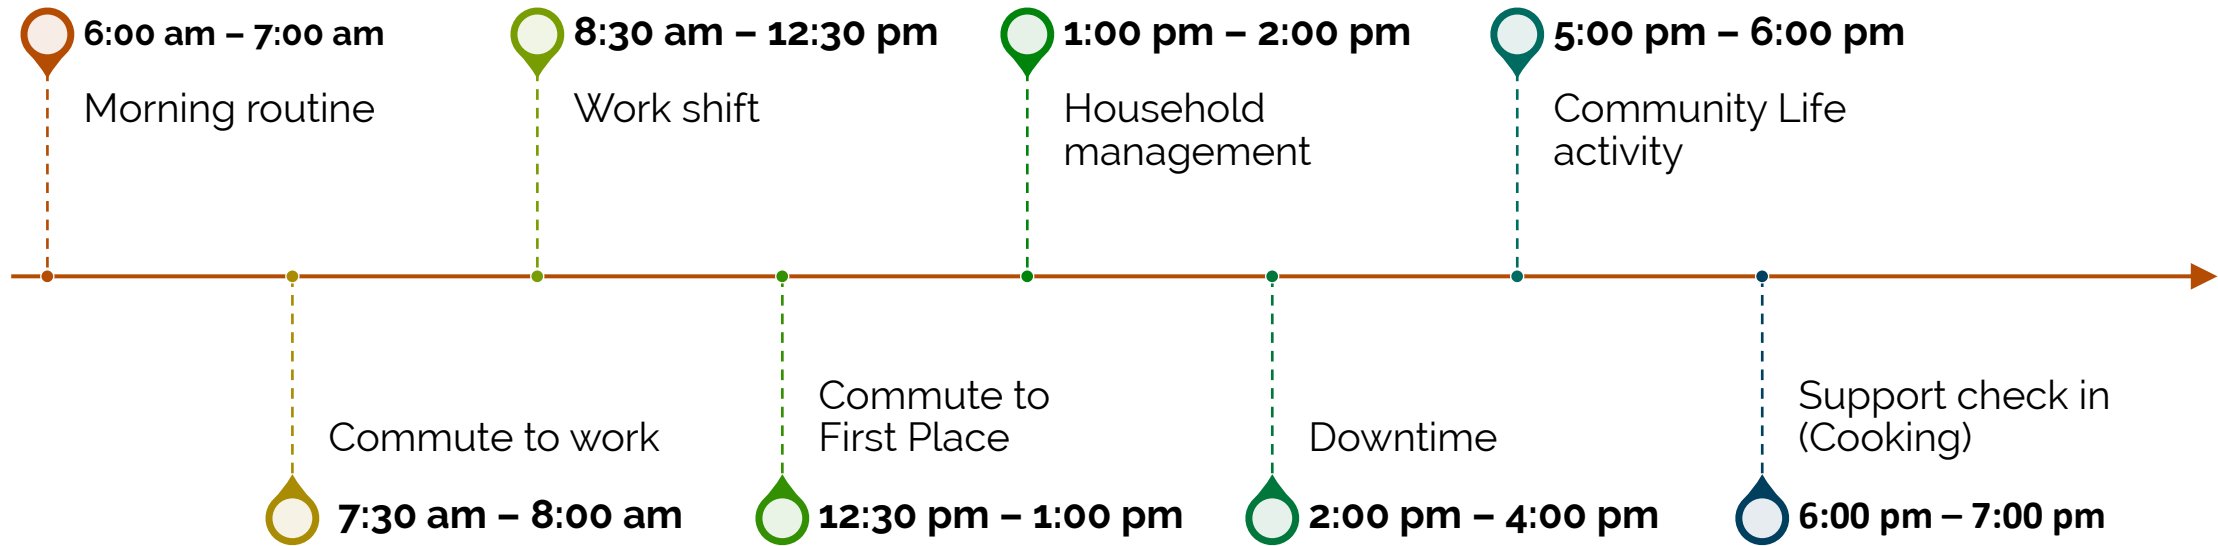 6:00 am – 7:00 am
Morning routine
7:30 am – 8:00 am
Commute to work
8:30 am – 12:30 pm
Work shift
12:30 pm – 1:00 pm
Commute to
First Place
1:00 pm – 2:00 pm
Household
management
2:00 pm – 4:00 pm
Downtime
5:00 pm – 6:00 pm
Community Life
activity
6:00 pm – 7:00 pm
Support check in
(Cooking)